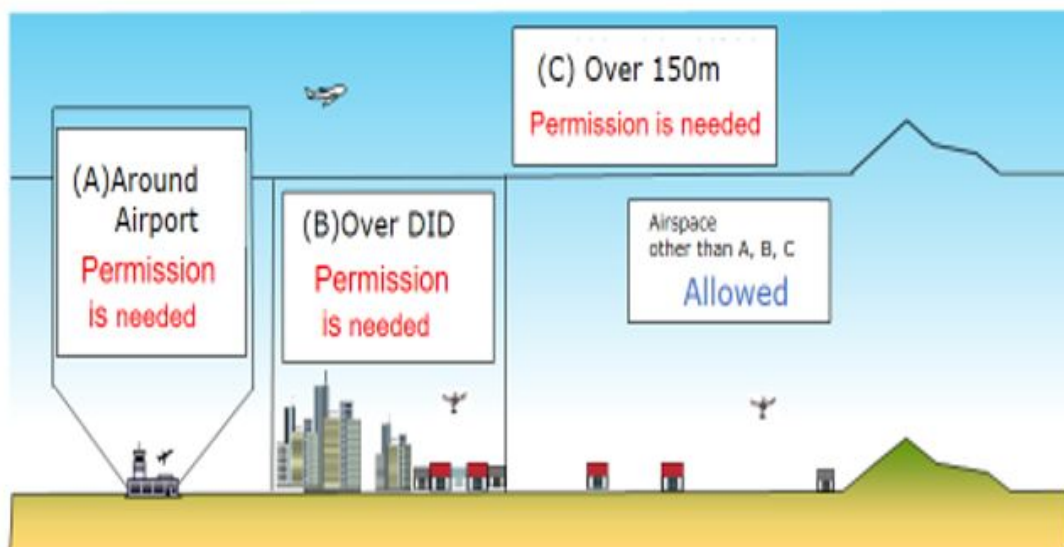 (C) Over 150m
Permission is needed
(A)Around
Airport
Permission
is needed
(B)Over DID
Permission
is needed
Airspace
other than A, B, C
Allowed